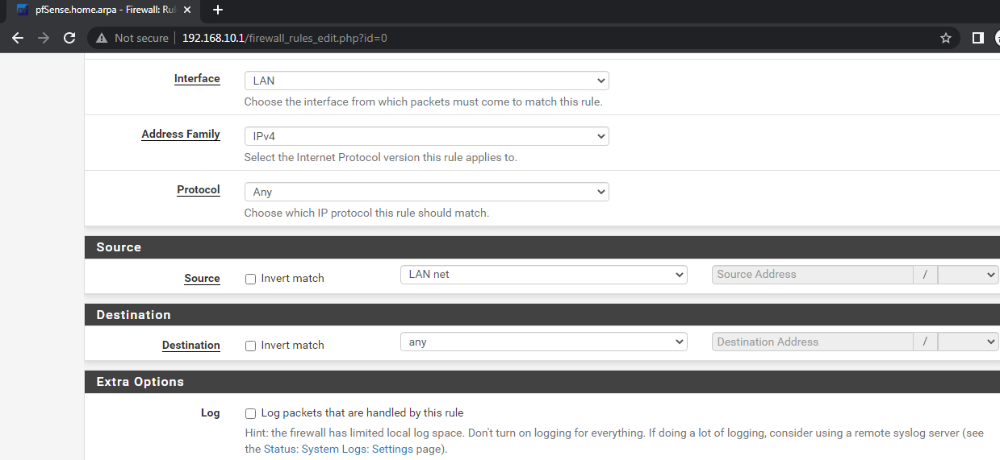 pfSense.home.arpa - Firewall: Rul
Not secure 192.168.10.1/firewall_rules_edit.php?id=0
Interface LAN
Choose the interface from which packets must come to match this rule.
Address Family IPv4
Select the Internet Protocol version this rule applies to.
Protocol Any
Choose which IP protocol this rule should match.
Source
Source Invert match LAN net Source Address /
Destination
Destination Invert match any Destination Address /
Extra Options
Log Log packets that are handled by this rule
Hint: the firewall has limited local log space. Don't turn on logging for everything. If doing a lot of logging, consider using a remote syslog server (see
the Status: System Logs: Settings page).